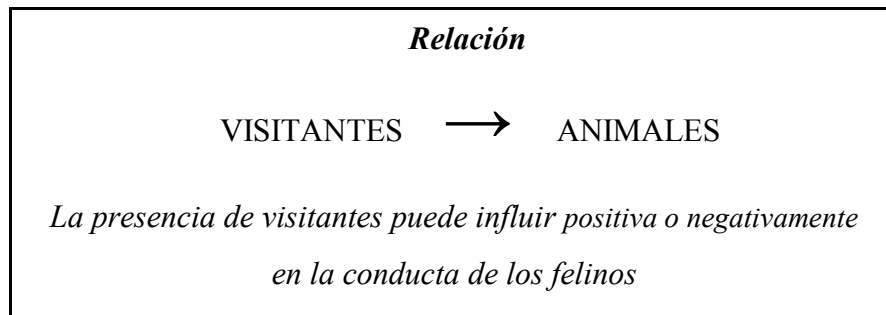 Relación
VISITANTES → ANIMALES
La presencia de visitantes puede influir positiva o negativamente
en la conducta de los felinos